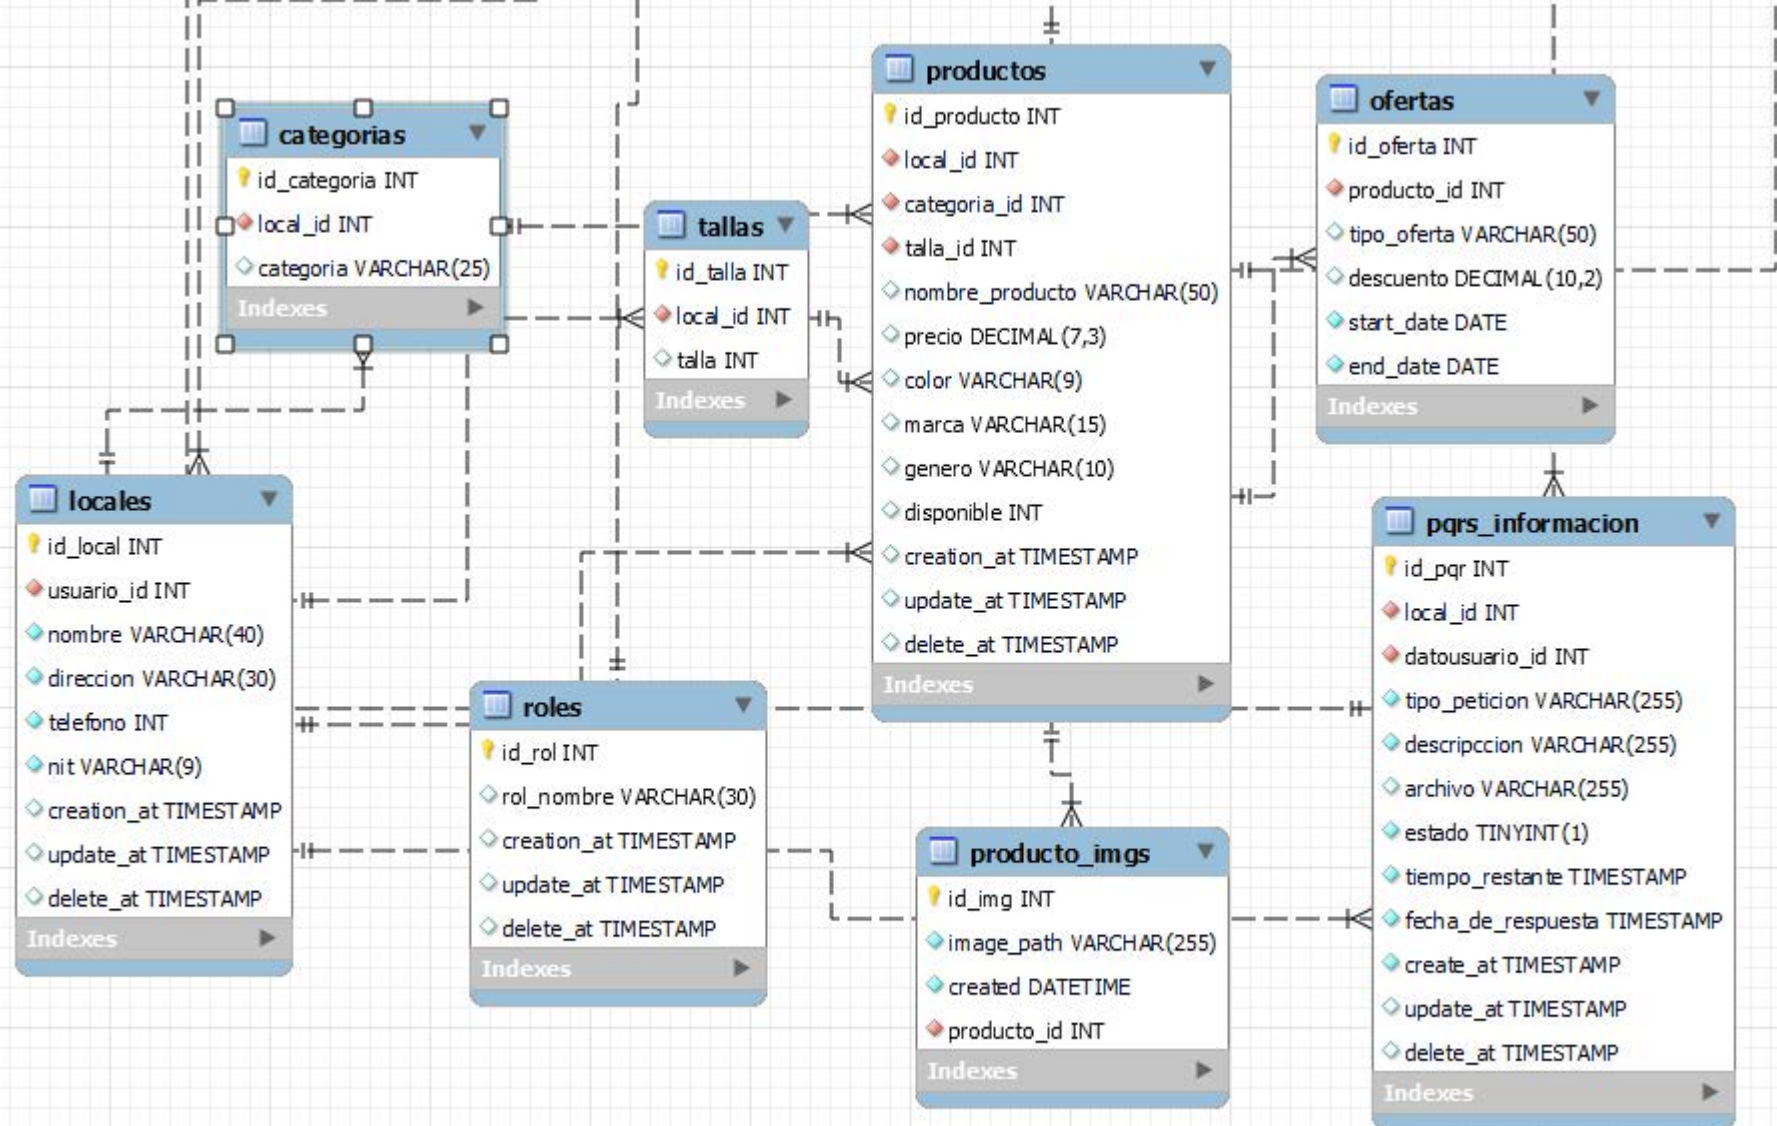 categorias
id_categoria INT
local_id INT
categoria VARCHAR(25)
Indexes
tallas
id_talla INT
local_id INT
talla INT
Indexes
productos
id_producto INT
local_id INT
categoria_id INT
talla_id INT
nombre_producto VARCHAR(50)
precio DECIMAL(7,3)
color VARCHAR(9)
marca VARCHAR(15)
genero VARCHAR(10)
disponible INT
creation_at TIMESTAMP
update_at TIMESTAMP
delete_at TIMESTAMP
Indexes
ofertas
id_oferta INT
producto_id INT
tipo_oferta VARCHAR(50)
descuento DECIMAL(10,2)
start_date DATE
end_date DATE
Indexes
locales
id_local INT
usuario_id INT
nombre VARCHAR(40)
direccion VARCHAR(30)
telefono INT
nit VARCHAR(9)
creation_at TIMESTAMP
update_at TIMESTAMP
delete_at TIMESTAMP
Indexes
roles
id_rol INT
rol_nombre VARCHAR(30)
creation_at TIMESTAMP
update_at TIMESTAMP
delete_at TIMESTAMP
Indexes
producto_imgs
id_img INT
image_path VARCHAR(255)
created DATETIME
producto_id INT
Indexes
pqrs_informacion
id_pqr INT
local_id INT
datousuario_id INT
tipo_peticion VARCHAR(255)
descripccion VARCHAR(255)
archivo VARCHAR(255)
estado TINYINT(1)
tiempo_restante TIMESTAMP
fecha_de_respuesta TIMESTAMP
create_at TIMESTAMP
update_at TIMESTAMP
delete_at TIMESTAMP
Indexes